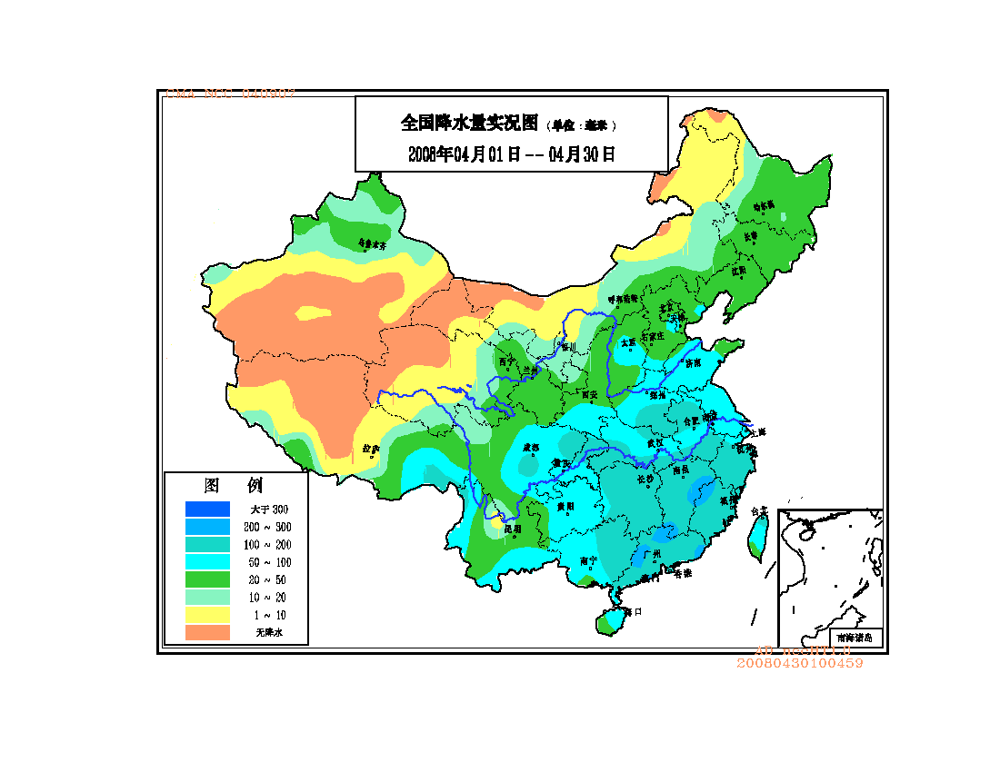 CMA NCC 040902
全国降水量实况图（单位:毫米）
2008年04月01日 -- 04月30日
哈尔滨
乌鲁木齐
长春
沈阳
呼和浩特
北京
天津
银川
太原
石家庄
西宁
济南
兰州
西安
郑州
合肥
南京
上海
拉萨
成都
武汉
杭州
重庆
长沙
南昌
贵阳
福州
昆明
台北
南宁
广州
澳门
香港
海口
图 例
大于 300
200 ~ 300
100 ~ 200
50 ~ 100
20 ~ 50
10 ~ 20
1 ~ 10
无降水
南海诸岛
20080430100459